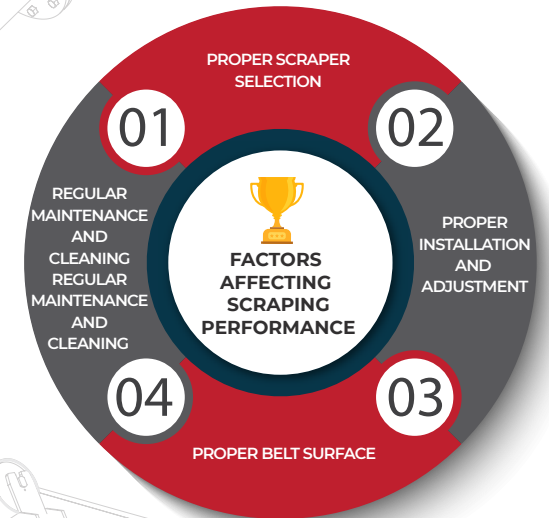 PROPER SCRAPER
SELECTION
01
02
REGULAR
MAINTENANCE
AND
CLEANING
REGULAR
MAINTENANCE
AND
CLEANING
FACTORS
AFFECTING
SCRAPING
PERFORMANCE
PROPER
INSTALLATION
AND
ADJUSTMENT
04
03
PROPER BELT SURFACE